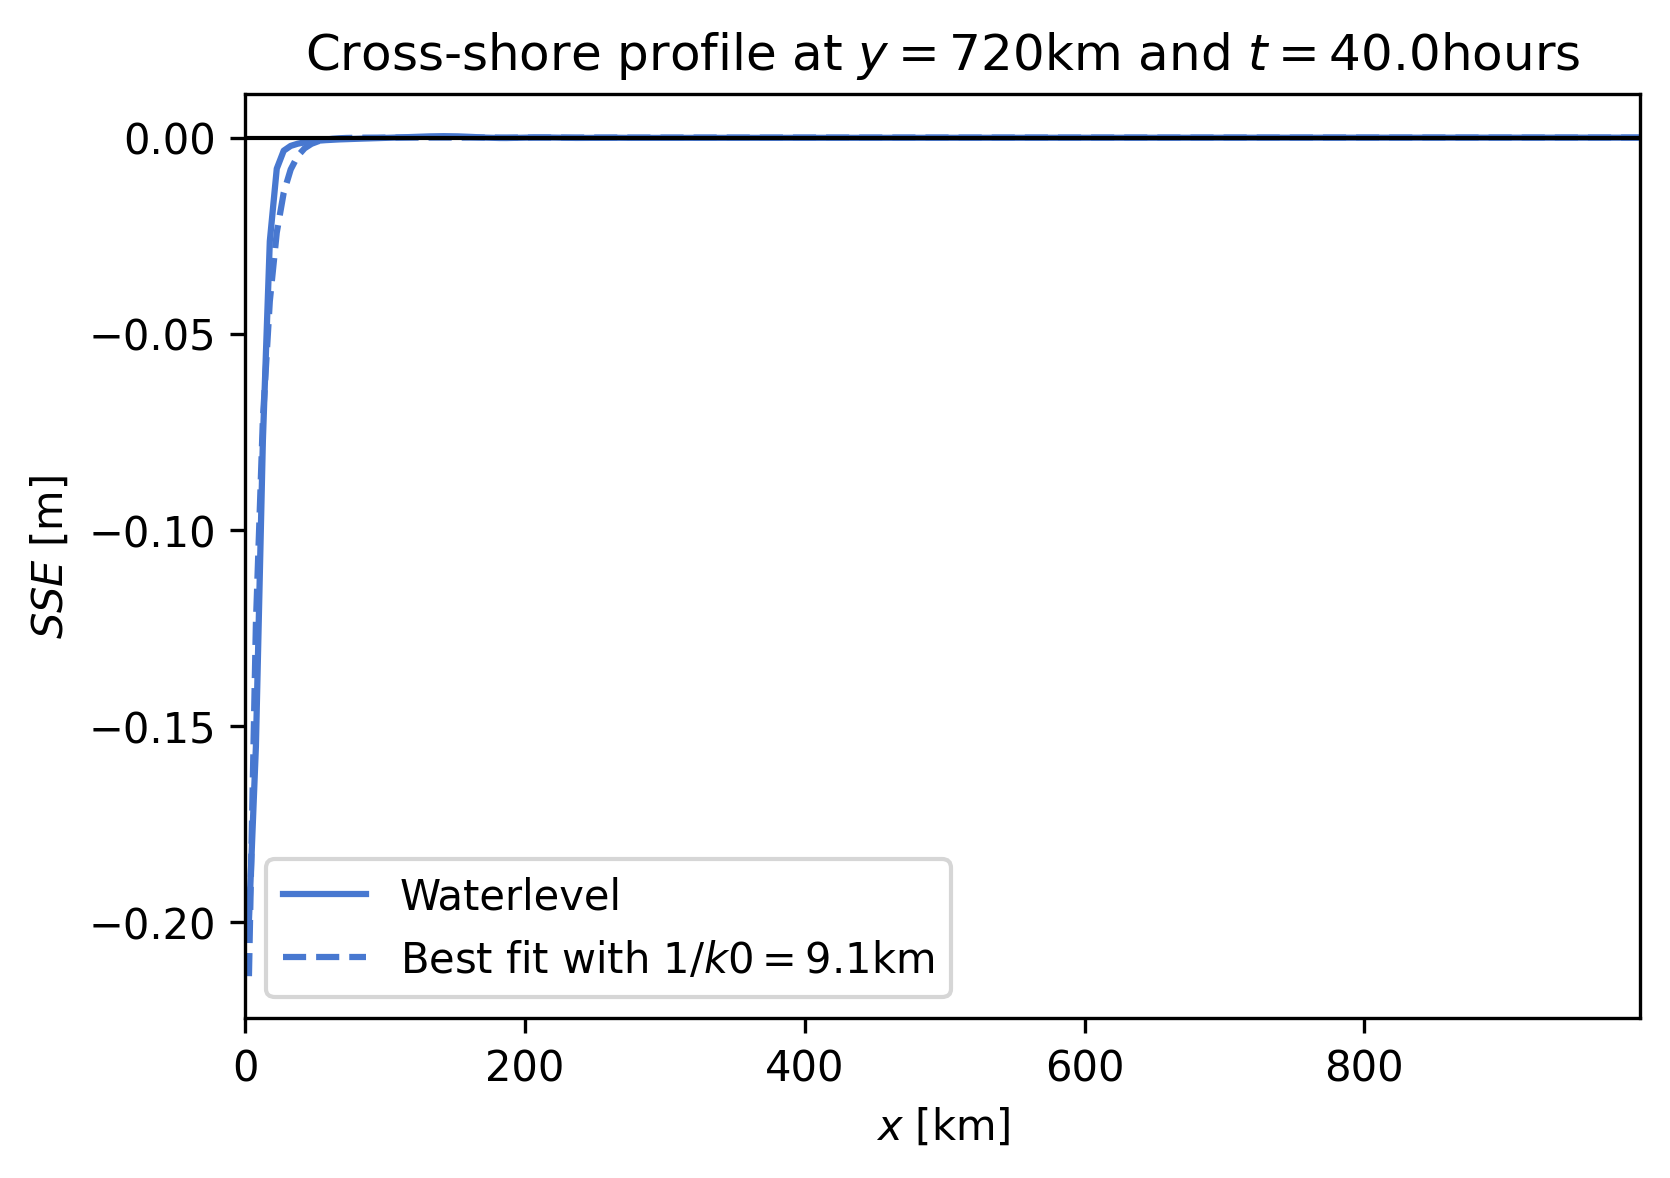 Cross-shore profile at y = 720km and t = 40.0hours
0.00
−0.05
−0.10
−0.15
−0.20
SSE [m]
Waterlevel
Best fit with 1/k0 = 9.1km
0 200 400 600 800
x [km]